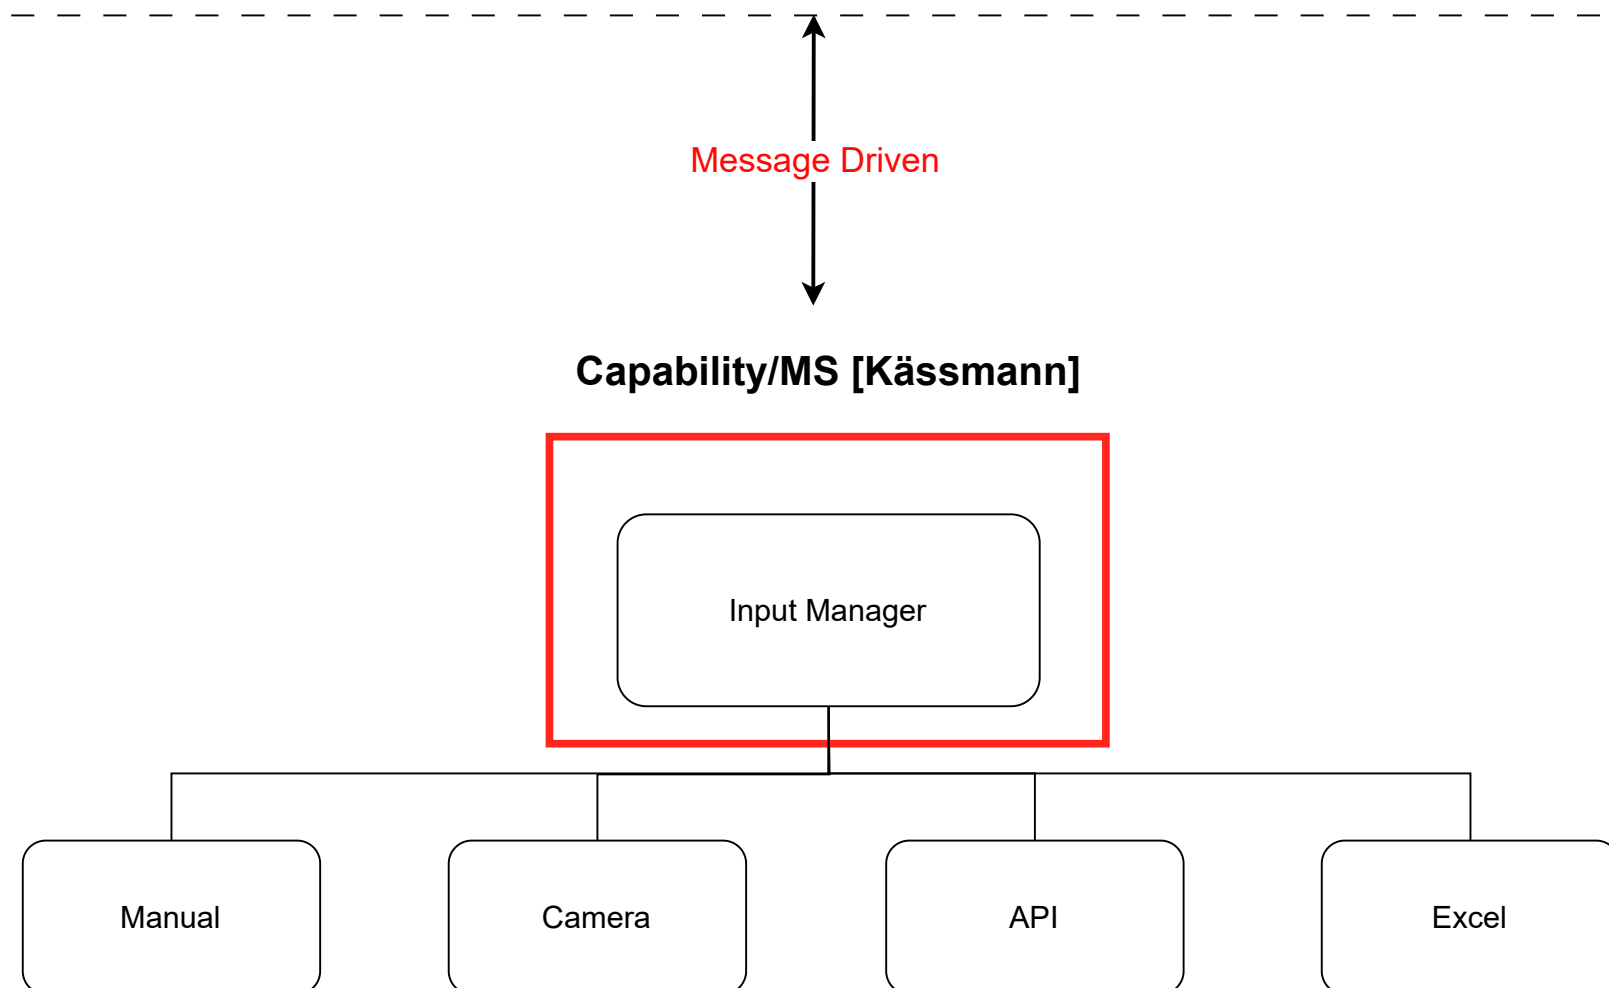 Message Driven
Capability/MS [Kässmann]
Input Manager
Manual
Camera
API
Excel